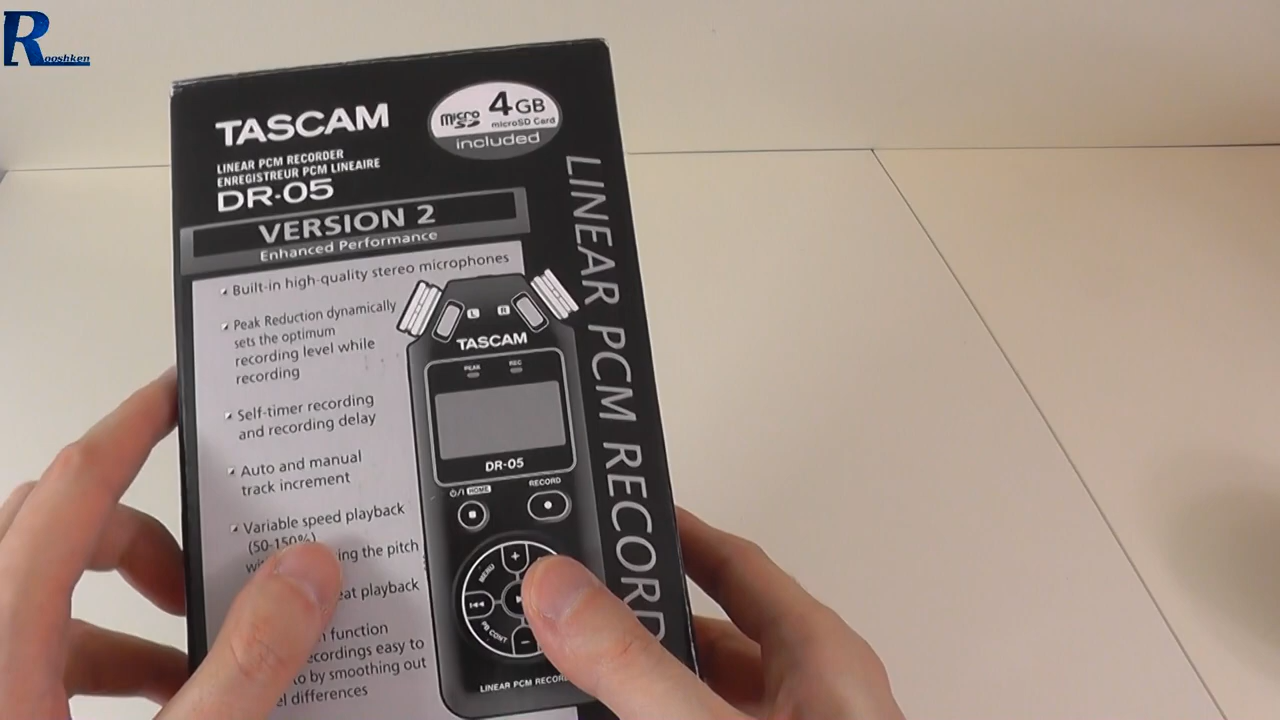 Rooshken
TASCAM
micro SD 4GB
microSD Card
included
LINEAR PCM RECORDER
ENREGISTREUR PCM LINEAIRE
DR-05
VERSION 2
Enhanced Performance
Built-in high-quality stereo microphones
Peak Reduction dynamically
sets the optimum
recording level while
recording
Self-timer recording
and recording delay
Auto and manual
track increment
Variable speed playback
(50-150%)
the pitch
playback
function
easy to
to by smoothing out
differences
LINEAR PCM RECORD
L R
TASCAM
PEAK REC
DR-05
HOME RECORD
MENU
+
PB CONT
−
LINEAR PCM